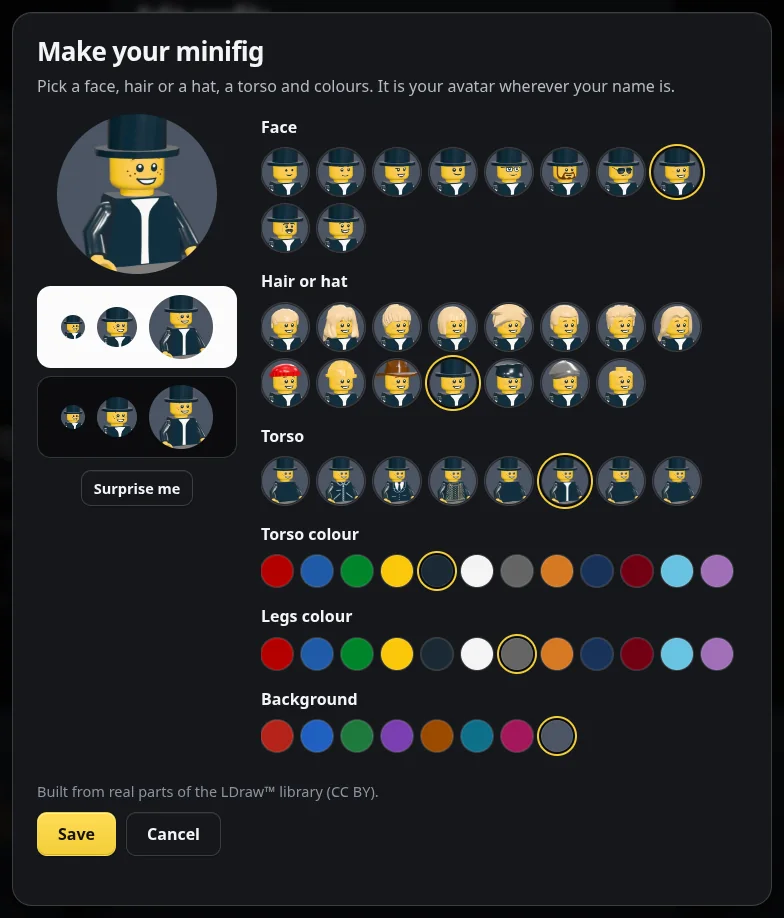 Make your minifig
Pick a face, hair or a hat, a torso and colours. It is your avatar wherever your name is.
Face
Hair or hat
Torso
Surprise me
Torso colour
Legs colour
Background
Built from real parts of the LDraw™ library (CC BY).
Save
Cancel